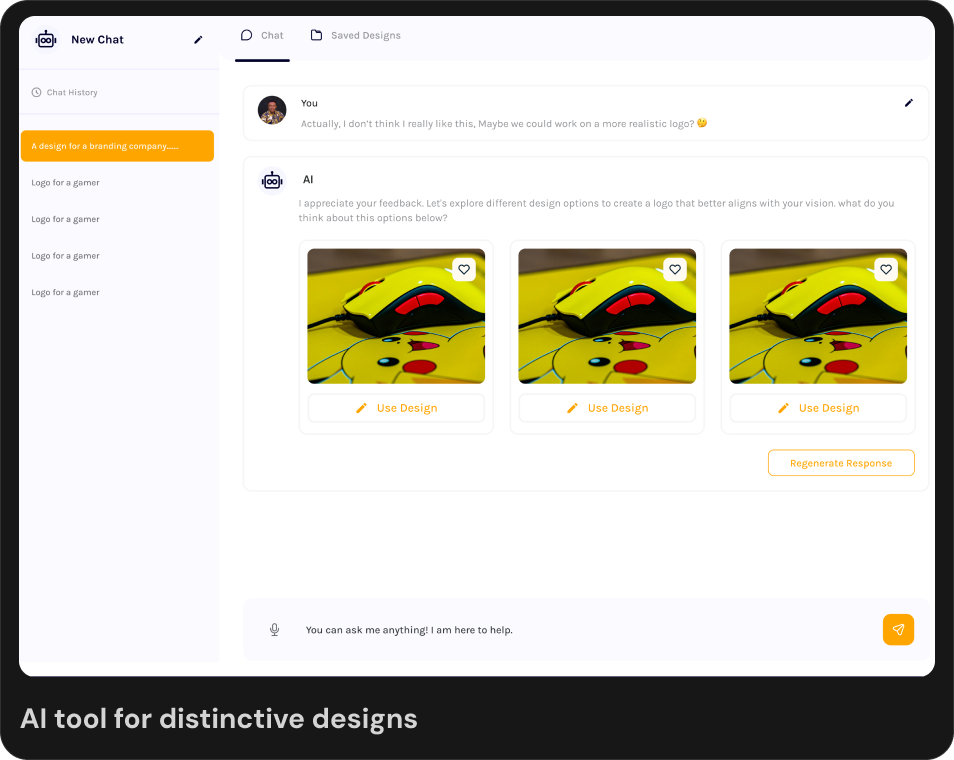 New Chat
Chat Saved Designs
Chat History
A design for a branding company......
Logo for a gamer
Logo for a gamer
Logo for a gamer
Logo for a gamer
You
Actually, I don't think I really like this, Maybe we could work on a more realistic logo? 🤔
AI
I appreciate your feedback. Let's explore different design options to create a logo that better aligns with your vision. what do you
think about this options below?
Use Design Use Design Use Design
Regenerate Response
You can ask me anything! I am here to help.
AI tool for distinctive designs